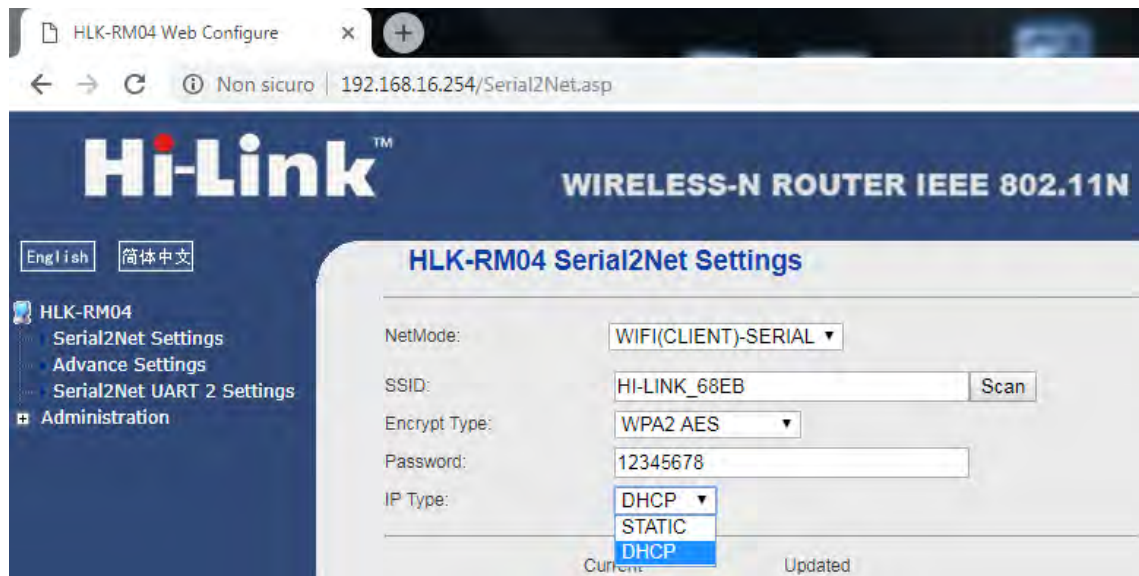 HLK-RM04 Web Configure
Non sicuro | 192.168.16.254/Serial2Net.asp
Hi-Link™
WIRELESS-N ROUTER IEEE 802.11N
English 简体中文
HLK-RM04
Serial2Net Settings
Advance Settings
Serial2Net UART 2 Settings
Administration
HLK-RM04 Serial2Net Settings
NetMode: WIFI(CLIENT)-SERIAL
SSID: HI-LINK_68EB Scan
Encrypt Type: WPA2 AES
Password: 12345678
IP Type: DHCP
STATIC
DHCP
Current Updated